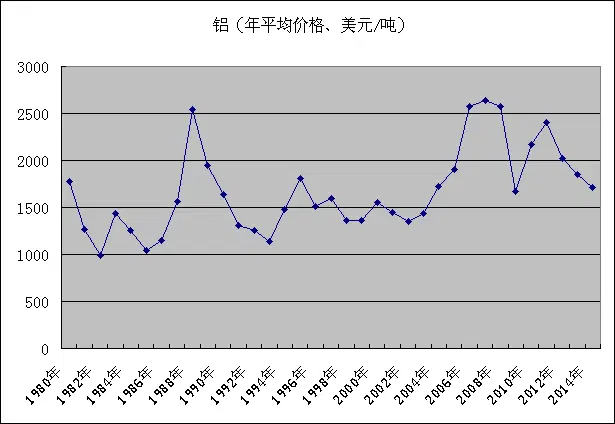 铝（年平均价格、美元/吨）
3000
2500
2000
1500
1000
500
0
1980年
1982年
1984年
1986年
1988年
1990年
1992年
1994年
1996年
1998年
2000年
2002年
2004年
2006年
2008年
2010年
2012年
2014年